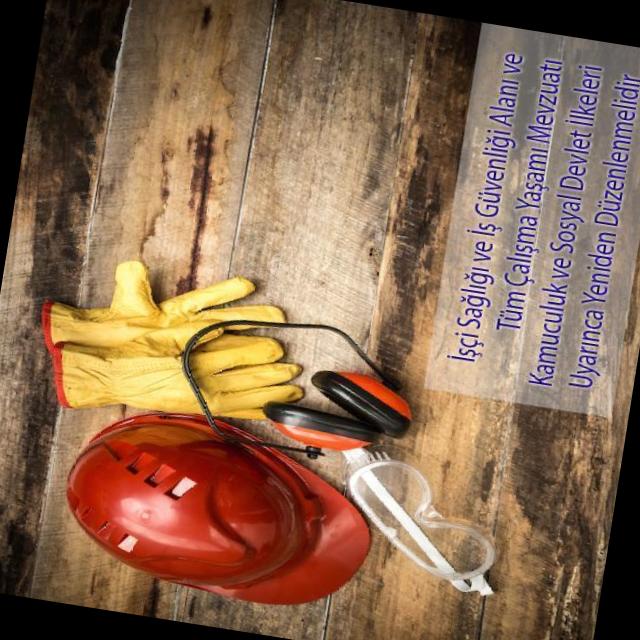 İşçi Sağlığı ve İş Güvenliği Alanı ve
Tüm Çalışma Yaşamı Mevzuatı
Kamuculuk ve Sosyal Devlet İlkeleri
Uyarınca Yeniden Düzenlenmelidir